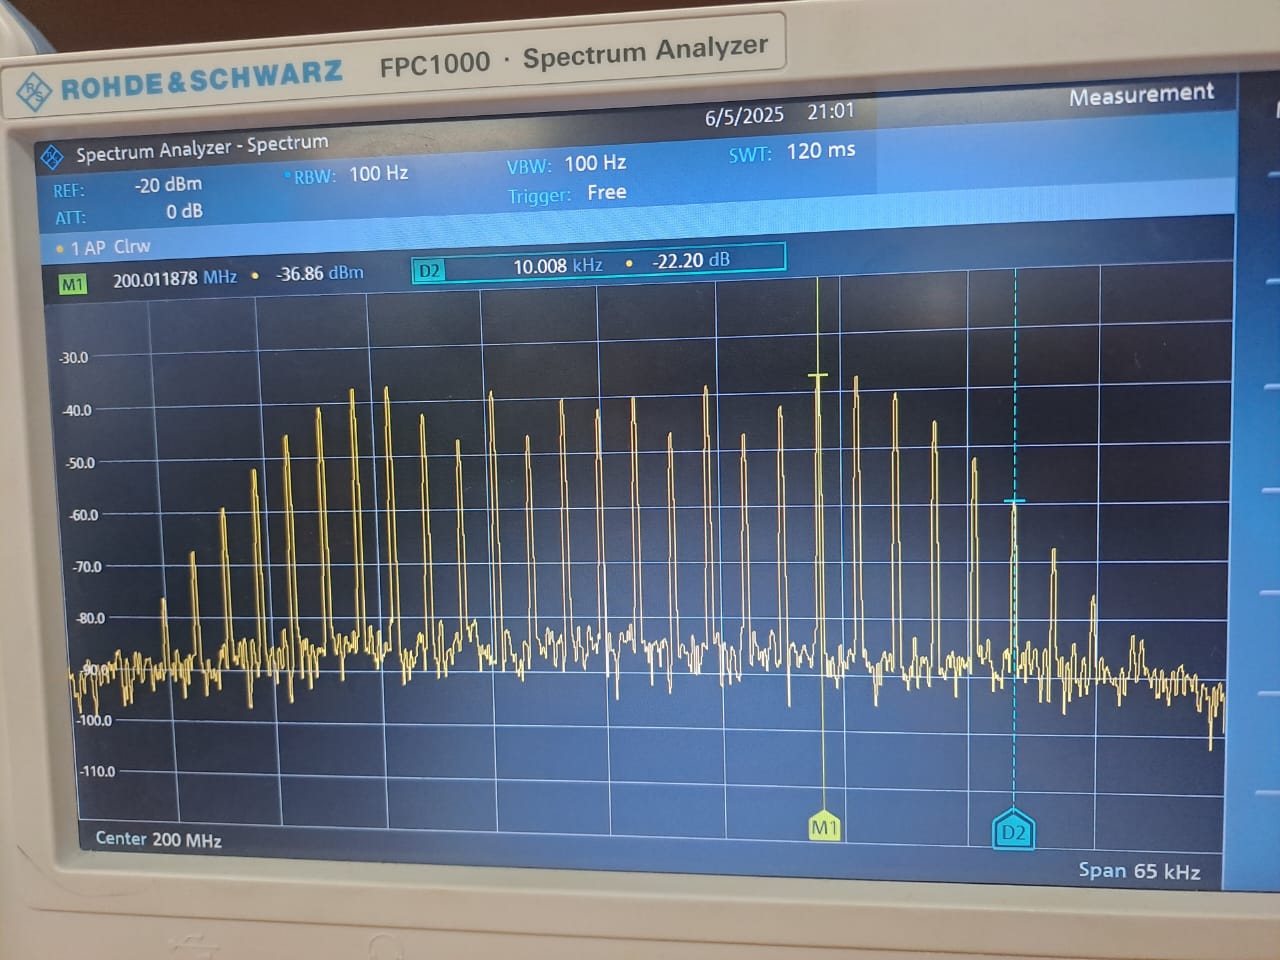 ROHDE&SCHWARZ FPC1000 · Spectrum Analyzer
Spectrum Analyzer - Spectrum 6/5/2025 21:01 Measurement
REF: -20 dBm RBW: 100 Hz VBW: 100 Hz SWT: 120 ms
ATT: 0 dB Trigger: Free
1 AP Clrw
M1 200.011878 MHz • -36.86 dBm D2 10.008 kHz • -22.20 dB
-30.0
-40.0
-50.0
-60.0
-70.0
-80.0
-90.0
-100.0
-110.0
M1 D2
Center 200 MHz Span 65 kHz